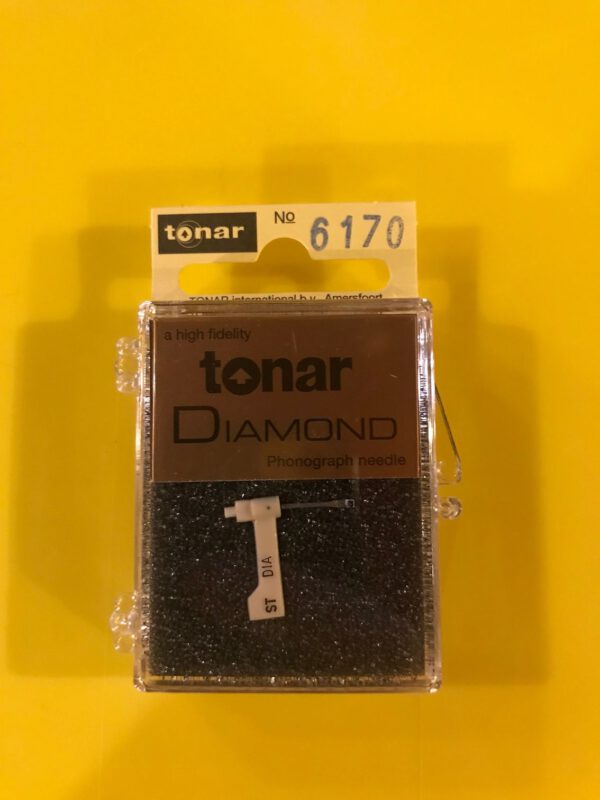 tonar
No 6170
TONAR international b.v. Amersfoort
a high fidelity
tonar
DIAMOND
Phonograph needle
ST DIA